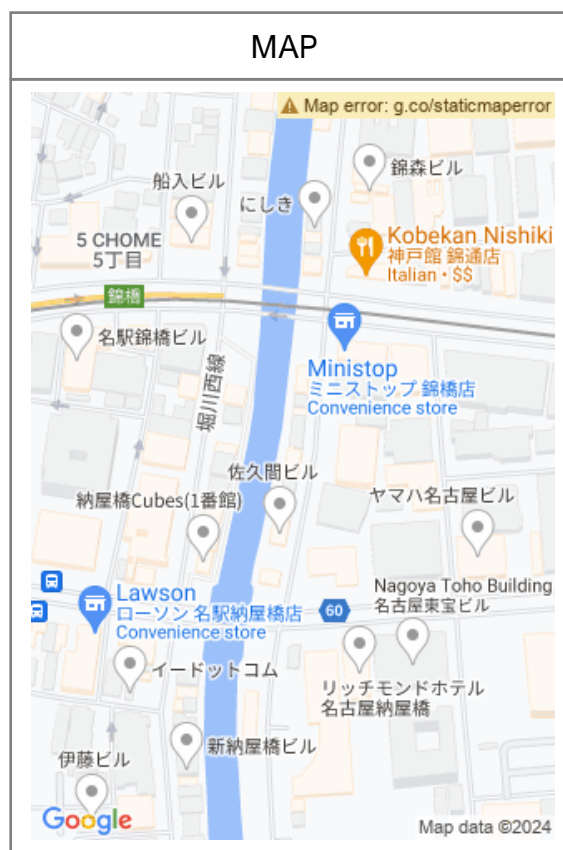 MAP
Map error: g.co/staticmaperror
錦森ビル
船入ビル
にしき
5 CHOME
5丁目
Kobekan Nishiki
神戸館 錦通店
Italian・$$
錦橋
名駅錦橋ビル
堀川西線
Ministop
ミニストップ 錦橋店
Convenience store
佐久間ビル
納屋橋Cubes(1番館)
ヤマハ名古屋ビル
Lawson
ローソン 名駅納屋橋店
Convenience store
60
Nagoya Toho Building
名古屋東宝ビル
イードットコム
リッチモンドホテル
名古屋納屋橋
新納屋橋ビル
伊藤ビル
Google
Map data ©2024